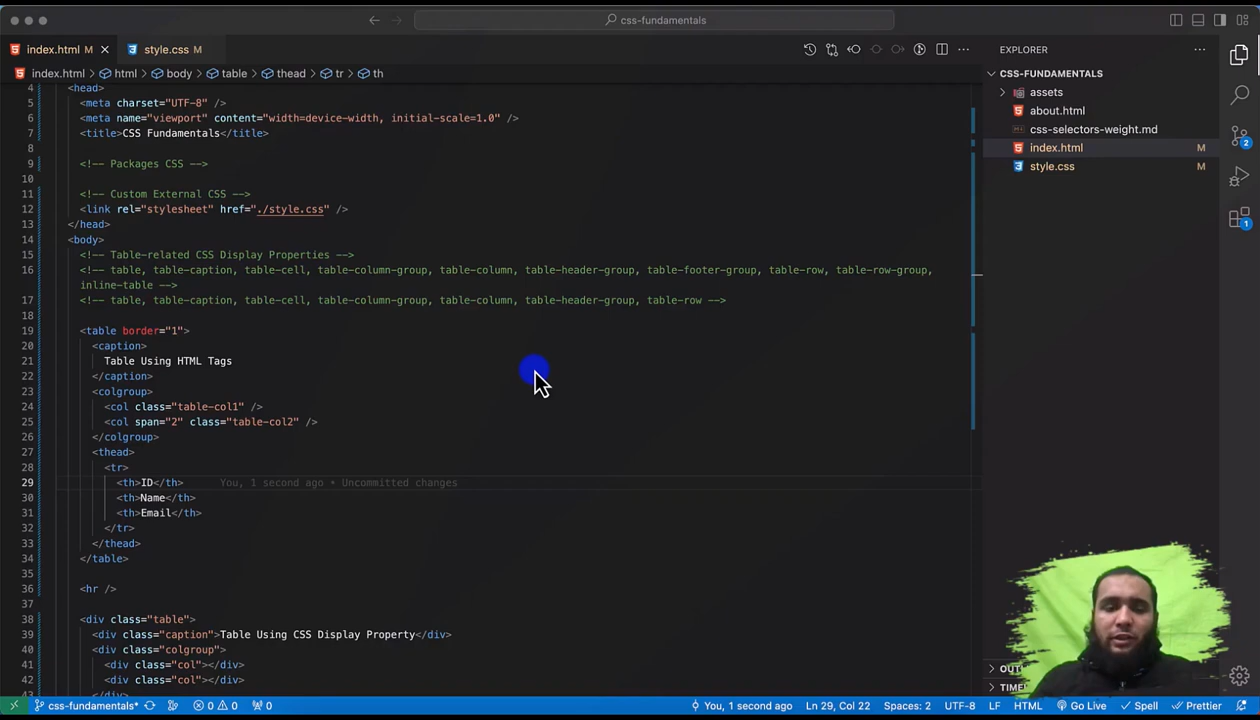 css-fundamentals
index.html M
style.css M
EXPLORER
index.html > html > body > table > thead > tr > th
CSS-FUNDAMENTALS
assets
about.html
css-selectors-weight.md
index.html M
style.css M
2
1
4 <head>
5 <meta charset="UTF-8" />
6 <meta name="viewport" content="width=device-width, initial-scale=1.0" />
7 <title>CSS Fundamentals</title>
8
9 <!-- Packages CSS -->
10
11 <!-- Custom External CSS -->
12 <link rel="stylesheet" href="./style.css" />
13 </head>
14 <body>
15 <!-- Table-related CSS Display Properties -->
16 <!-- table, table-caption, table-cell, table-column-group, table-column, table-header-group, table-footer-group, table-row, table-row-group,
inline-table -->
17 <!-- table, table-caption, table-cell, table-column-group, table-column, table-header-group, table-row -->
18
19 <table border="1">
20 <caption>
21 Table Using HTML Tags
22 </caption>
23 <colgroup>
24 <col class="table-col1" />
25 <col span="2" class="table-col2" />
26 </colgroup>
27 <thead>
28 <tr>
29 <th>ID</th> You, 1 second ago • Uncommitted changes
30 <th>Name</th>
31 <th>Email</th>
32 </tr>
33 </thead>
34 </table>
35
36 <hr />
37
38 <div class="table">
39 <div class="caption">Table Using CSS Display Property</div>
40 <div class="colgroup">
41 <div class="col"></div>
42 <div class="col"></div>
43 </div>
css-fundamentals* 0 0 0 You, 1 second ago Ln 29, Col 22 Spaces: 2 UTF-8 LF HTML Go Live Spell Prettier